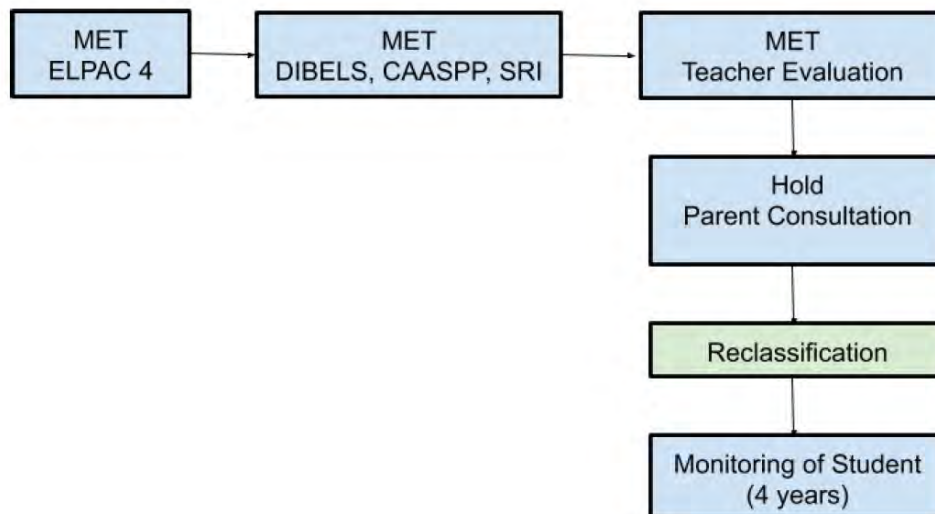 MET
ELPAC 4
MET
DIBELS, CAASPP, SRI
MET
Teacher Evaluation
Hold
Parent Consultation
Reclassification
Monitoring of Student
(4 years)